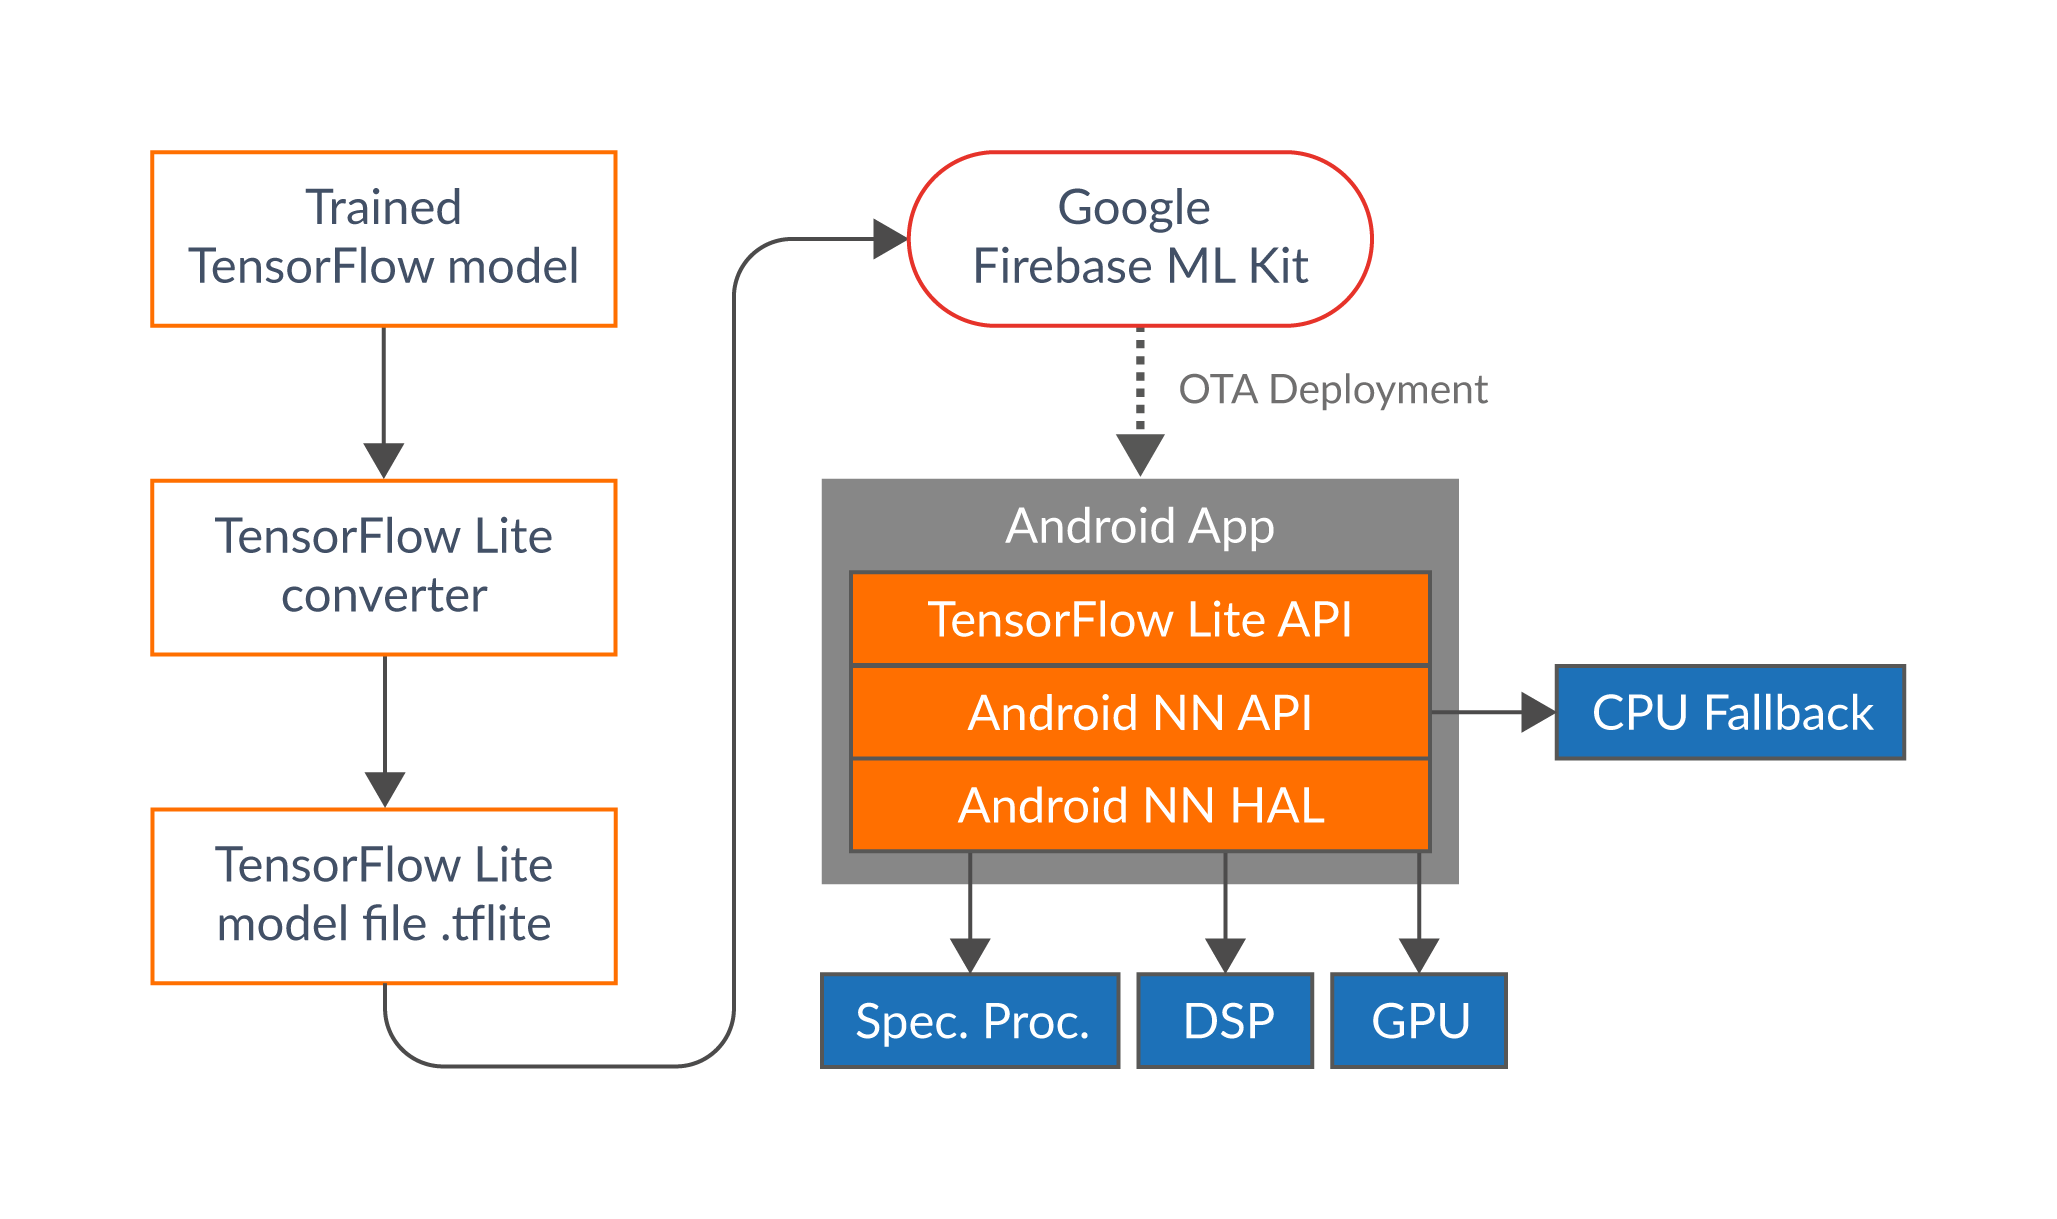 Trained
TensorFlow model
TensorFlow Lite
converter
TensorFlow Lite
model file .tflite
Google
Firebase ML Kit
OTA Deployment
Android App
TensorFlow Lite API
Android NN API
Android NN HAL
CPU Fallback
Spec. Proc.
DSP
GPU